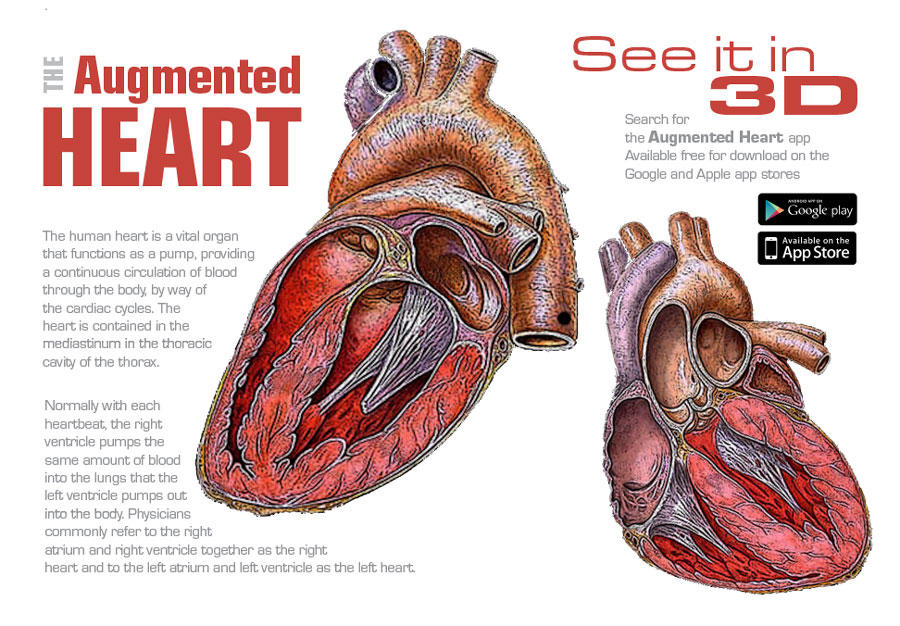 THE Augmented
HEART
The human heart is a vital organ
that functions as a pump, providing
a continuous circulation of blood
through the body, by way of
the cardiac cycles. The
heart is contained in the
mediastinum in the thoracic
cavity of the thorax.
Normally with each
heartbeat, the right
ventricle pumps the
same amount of blood
into the lungs that the
left ventricle pumps out
into the body. Physicians
commonly refer to the right
atrium and right ventricle together as the right
heart and to the left atrium and left ventricle as the left heart.
See it in
3D
Search for
the Augmented Heart app
Available free for download on the
Google and Apple app stores
ANDROID APP ON
Google play
Available on the
App Store